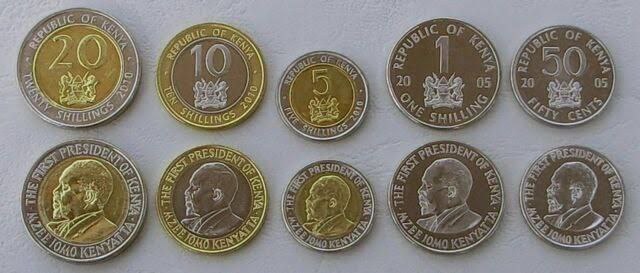 REPUBLIC OF KENYA
20
TWENTY SHILLINGS · 2010
REPUBLIC OF KENYA
10
TEN SHILLINGS · 2010
REPUBLIC OF KENYA
5
FIVE SHILLINGS · 2010
REPUBLIC OF KENYA
1
20 05
ONE SHILLING
REPUBLIC OF KENYA
50
20 05
FIFTY CENTS
THE FIRST PRESIDENT OF KENYA
MZEE JOMO KENYATTA
THE FIRST PRESIDENT OF KENYA
MZEE JOMO KENYATTA
THE FIRST PRESIDENT OF KENYA
MZEE JOMO KENYATTA
THE FIRST PRESIDENT OF KENYA
MZEE JOMO KENYATTA
THE FIRST PRESIDENT OF KENYA
MZEE JOMO KENYATTA